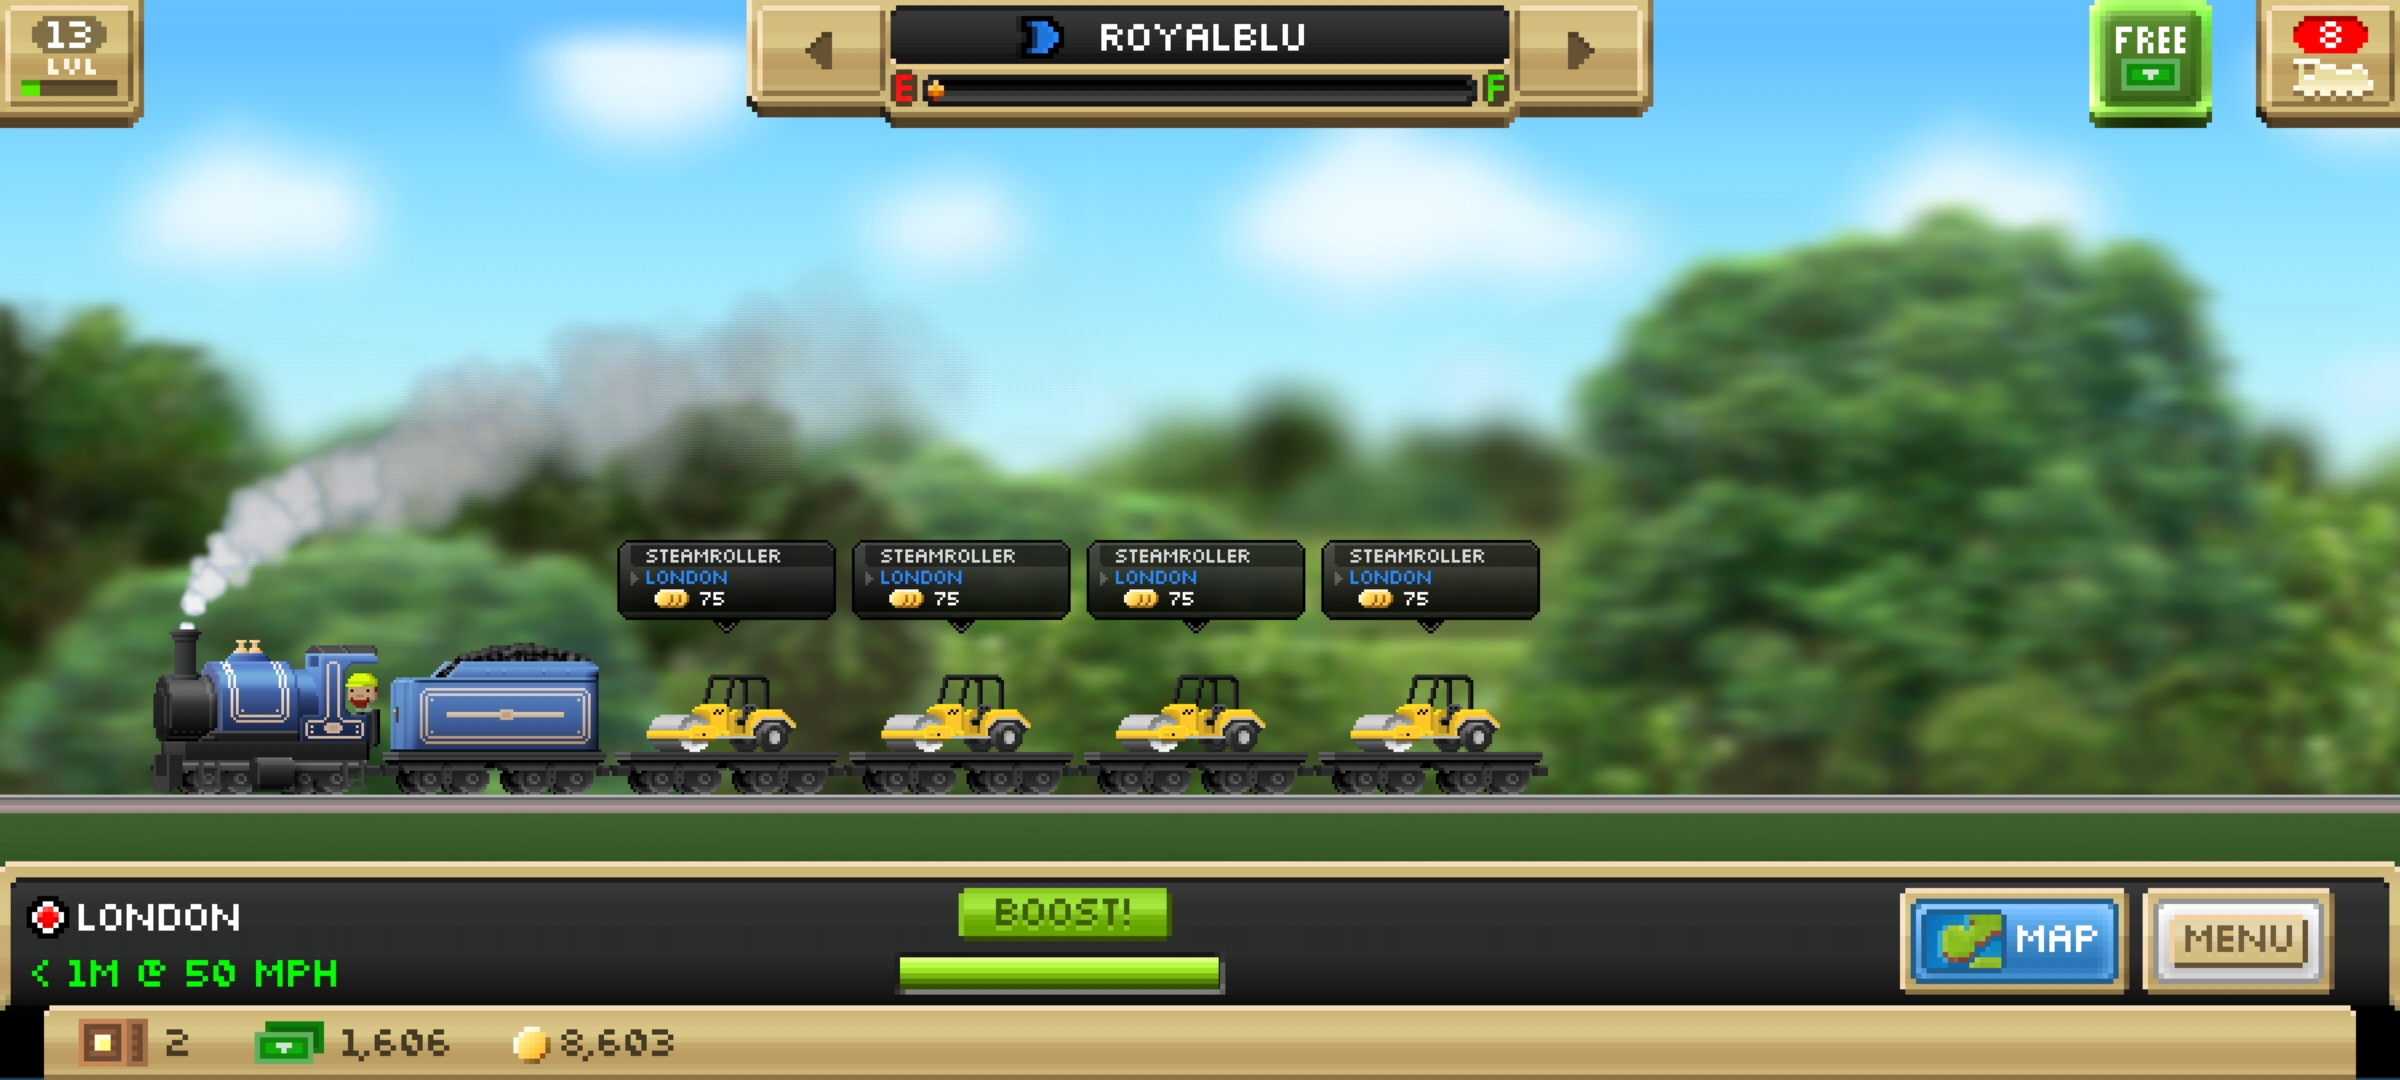 13
LVL
ROYALBLU
E F
FREE
8
STEAMROLLER
LONDON
75
STEAMROLLER
LONDON
75
STEAMROLLER
LONDON
75
STEAMROLLER
LONDON
75
LONDON
< 1M @ 50 MPH
BOOST!
MAP
MENU
2 1,606 8,603